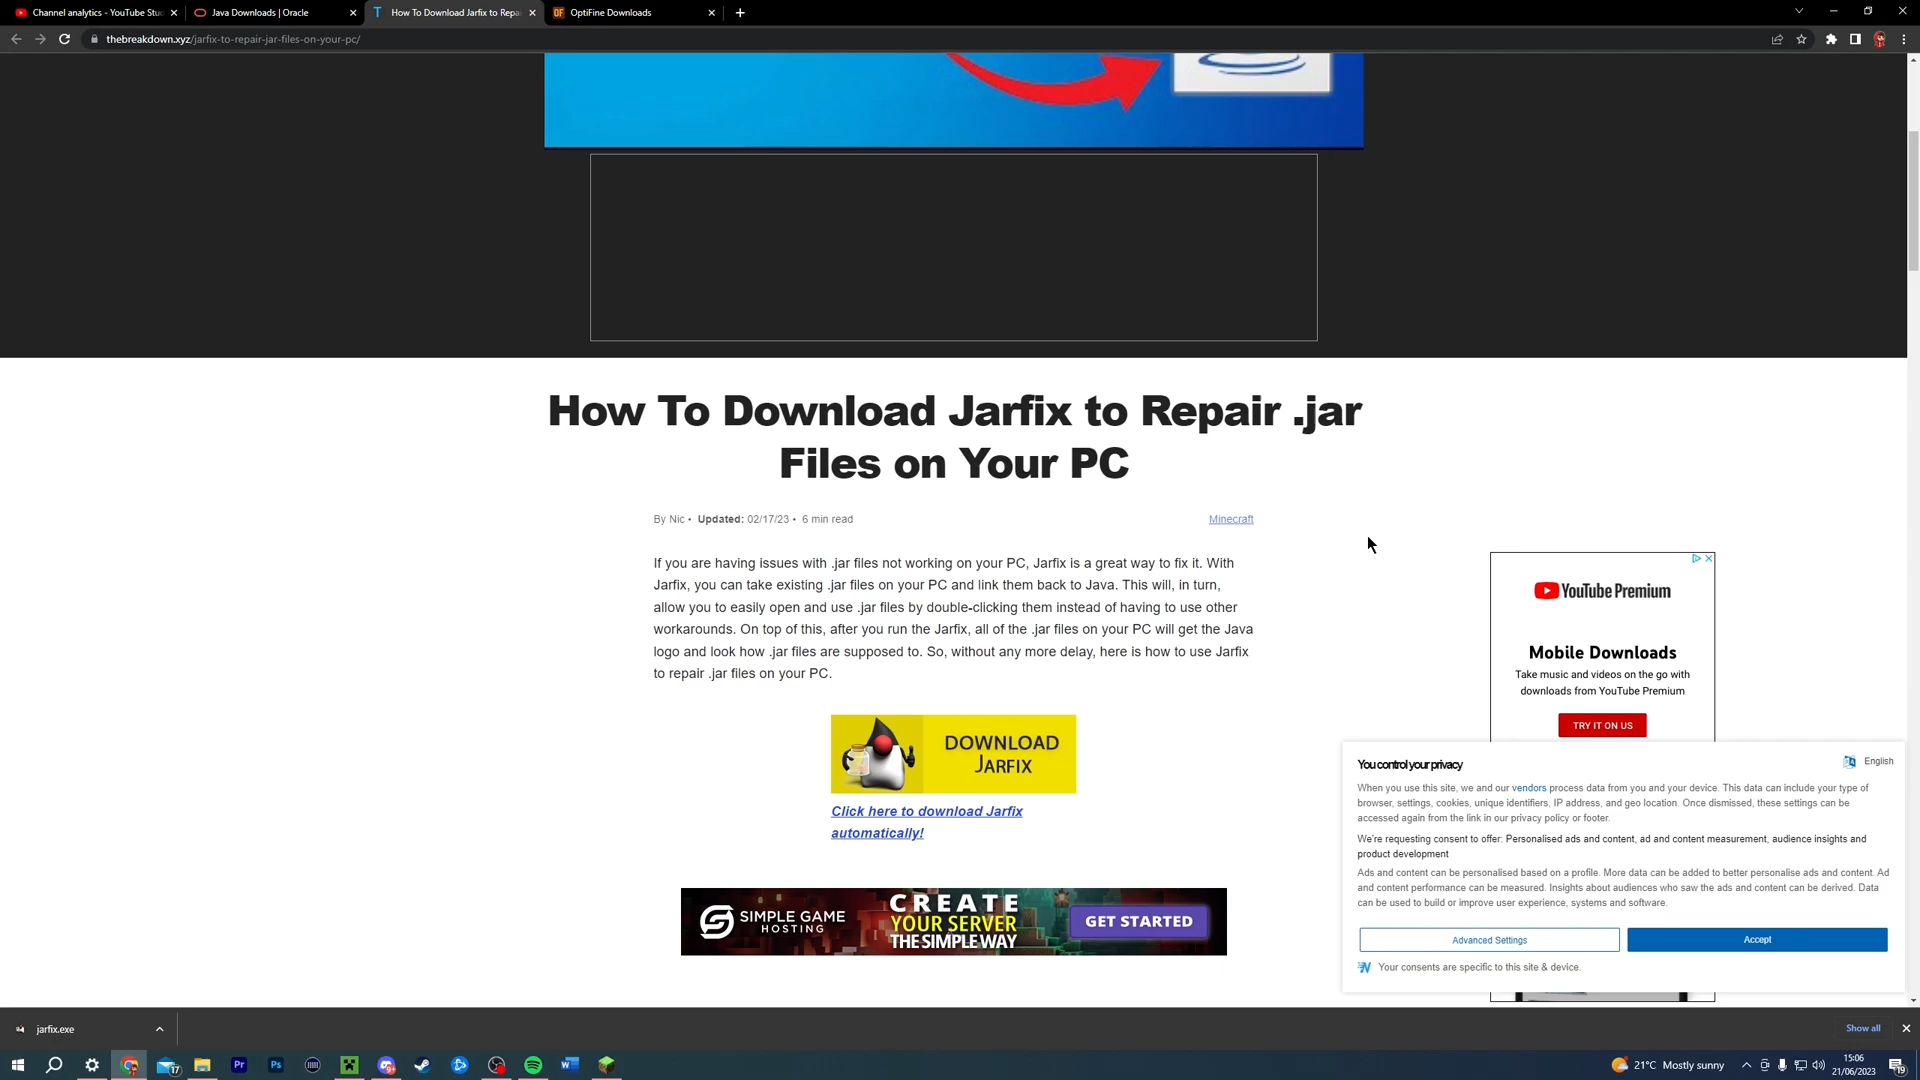 Channel analytics - YouTube Stu
Java Downloads | Oracle
How To Download Jarfix to Repai
OptiFine Downloads
thebreakdown.xyz/jarfix-to-repair-jar-files-on-your-pc/
How To Download Jarfix to Repair .jar
Files on Your PC
By Nic • Updated: 02/17/23 • 6 min read
Minecraft
If you are having issues with .jar files not working on your PC, Jarfix is a great way to fix it. With
Jarfix, you can take existing .jar files on your PC and link them back to Java. This will, in turn,
allow you to easily open and use .jar files by double-clicking them instead of having to use other
workarounds. On top of this, after you run the Jarfix, all of the .jar files on your PC will get the Java
logo and look how .jar files are supposed to. So, without any more delay, here is how to use Jarfix
to repair .jar files on your PC.
DOWNLOAD
JARFIX
Click here to download Jarfix
automatically!
SIMPLE GAME
HOSTING
CREATE
YOUR SERVER
THE SIMPLE WAY
GET STARTED
YouTube Premium
Mobile Downloads
Take music and videos on the go with
downloads from YouTube Premium
TRY IT ON US
You control your privacy
English
When you use this site, we and our vendors process data from you and your device. This data can include your type of
browser, settings, cookies, unique identifiers, IP address, and geo location. Once dismissed, these settings can be
accessed again from the link in our privacy policy or footer.
We're requesting consent to offer: Personalised ads and content, ad and content measurement, audience insights and
product development
Ads and content can be personalised based on a profile. More data can be added to better personalise ads and content. Ad
and content performance can be measured. Insights about audiences who saw the ads and content can be derived. Data
can be used to build or improve user experience, systems and software.
Advanced Settings
Accept
Your consents are specific to this site & device.
jarfix.exe
Show all
Pr
Ps
17
9+
21°C Mostly sunny
15:06
21/06/2023
19